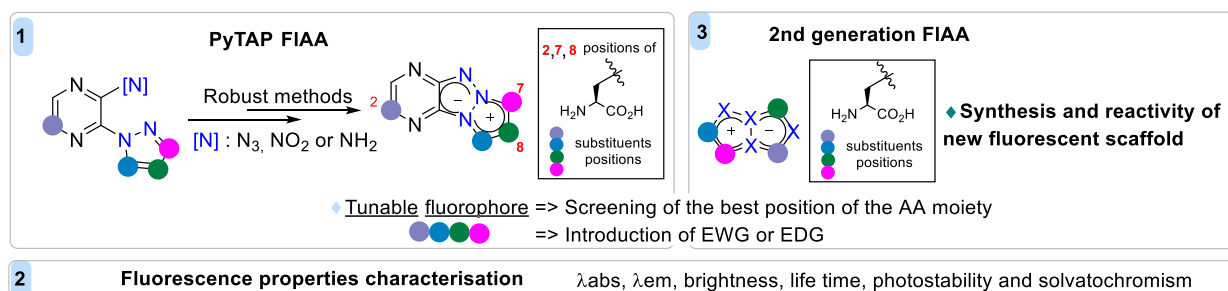 1
PyTAP FlAA
N
[N]
N
N
N
Robust methods
[N] : N3, NO2 or NH2
2
N
N
N
N
N
−
+
7
8
2,7, 8 positions of
H2N
CO2H
substituents
positions
♦ Tunable fluorophore => Screening of the best position of the AA moiety
=> Introduction of EWG or EDG
3
2nd generation FlAA
X
X
X
X
+
−
H2N
CO2H
substituents
positions
♦ Synthesis and reactivity of
new fluorescent scaffold
2
Fluorescence properties characterisation λabs, λem, brightness, life time, photostability and solvatochromism